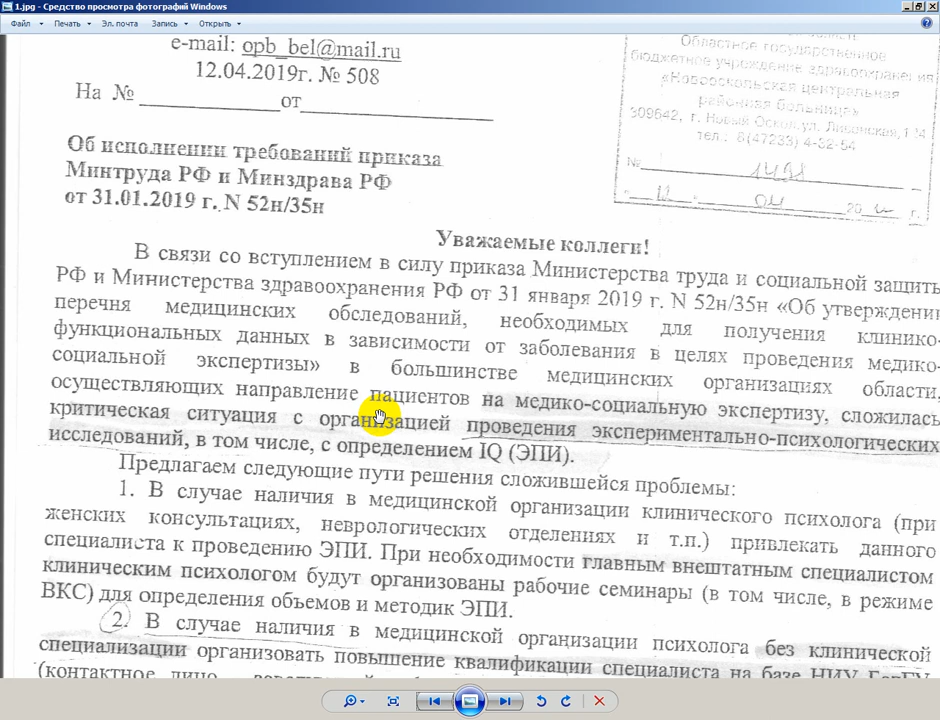 1.jpg - Средство просмотра фотографий Windows
Файл Печать Эл. почта Запись Открыть
e-mail: opb_bel@mail.ru
12.04.2019г. № 508
На № ____________от________________
Областное государственное
бюджетное учреждение здравоохранения
«Новооскольская центральная
районная больница»
309642, г. Новый Оскол, ул. Ливенская, 134
тел.: 8(47233) 4-32-54
№
20 г.
Об исполнении требований приказа
Минтруда РФ и Минздрава РФ
от 31.01.2019 г. N 52н/35н
Уважаемые коллеги!
В связи со вступлением в силу приказа Министерства труда и социальной защиты
РФ и Министерства здравоохранения РФ от 31 января 2019 г. N 52н/35н «Об утверждении
перечня медицинских обследований, необходимых для получения клинико-
функциональных данных в зависимости от заболевания в целях проведения медико-
социальной экспертизы» в большинстве медицинских организациях области,
осуществляющих направление пациентов на медико-социальную экспертизу, сложилась
критическая ситуация с организацией проведения экспериментально-психологических
исследований, в том числе, с определением IQ (ЭПИ).
Предлагаем следующие пути решения сложившейся проблемы:
1. В случае наличия в медицинской организации клинического психолога (при
женских консультациях, неврологических отделениях и т.п.) привлекать данного
специалиста к проведению ЭПИ. При необходимости главным внештатным специалистом
клиническим психологом будут организованы рабочие семинары (в том числе, в режиме
ВКС) для определения объемов и методик ЭПИ.
2. В случае наличия в медицинской организации психолога без клинической
специализации организовать повышение квалификации специалиста на базе НИУ БелГУ
(контактное лицо